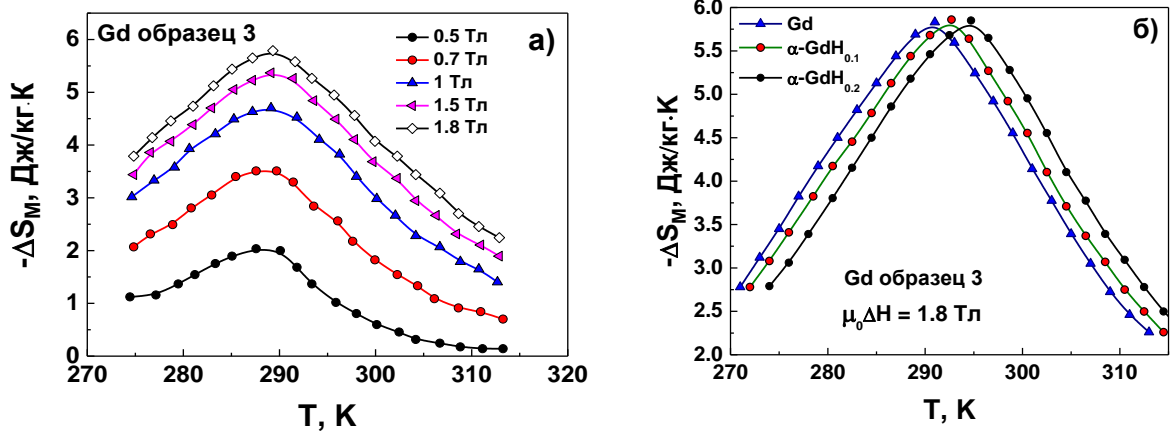 Gd образец 3
а)
0.5 Тл
0.7 Тл
1 Тл
1.5 Тл
1.8 Тл
-ΔS_M, Дж/кг·К
6
5
4
3
2
1
0
270 280 290 300 310 320
T, K
б)
Gd
α-GdH_0.1
α-GdH_0.2
-ΔS_M, Дж/кг·К
6.0
5.5
5.0
4.5
4.0
3.5
3.0
2.5
2.0
Gd образец 3
μ_0ΔH = 1.8 Тл
270 280 290 300 310
T, K